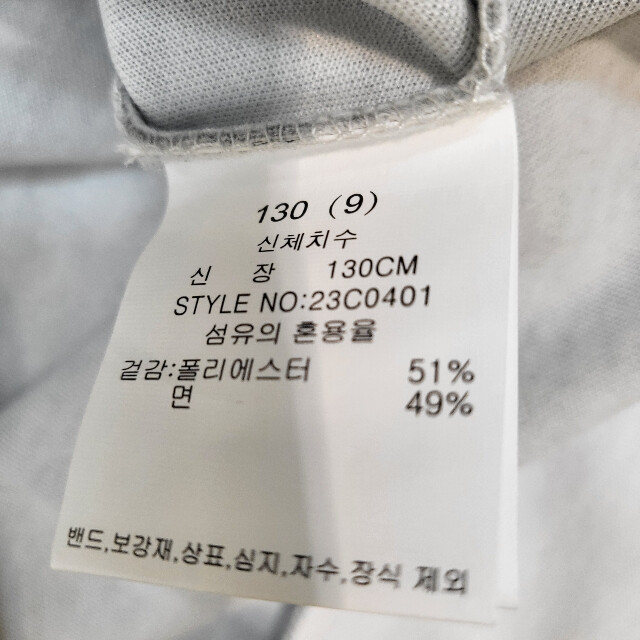 130 (9)
신체치수
신 장 130CM
STYLE NO:23C0401
섬유의 혼용율
겉감:폴리에스터 51%
면 49%
밴드,보강재,상표,심지,자수,장식 제외